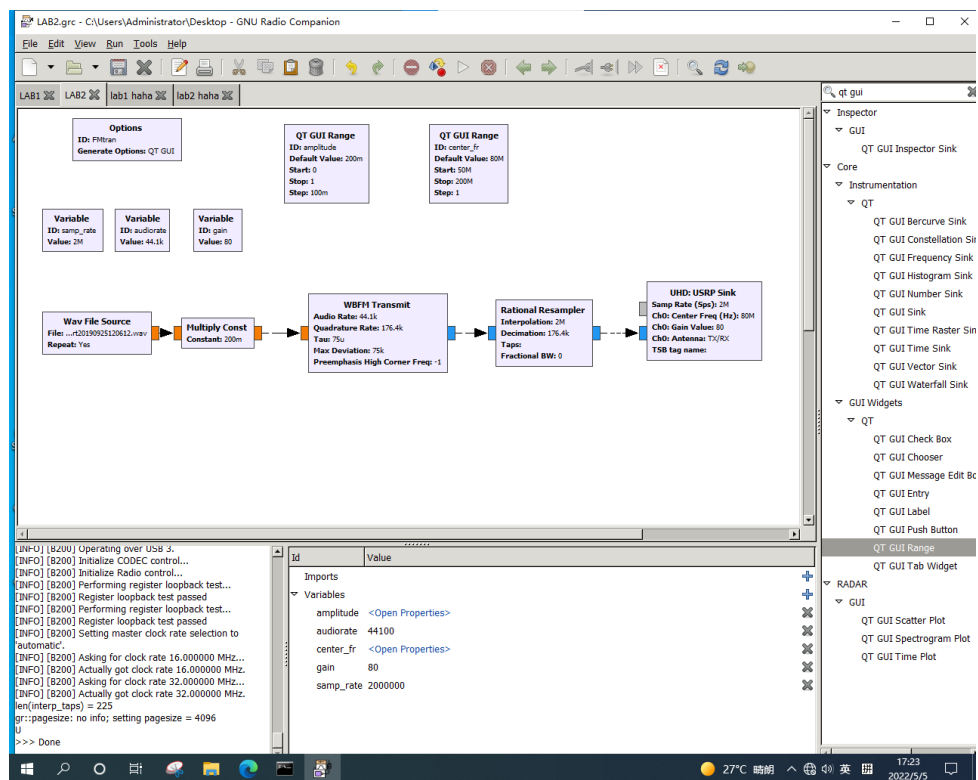 LAB2.grc - C:\Users\Administrator\Desktop - GNU Radio Companion
File Edit View Run Tools Help
LAB1 LAB2 lab1 haha lab2 haha
qt gui
Options
ID: FMtran
Generate Options: QT GUI
QT GUI Range
ID: amplitude
Default Value: 200m
Start: 0
Stop: 1
Step: 100m
QT GUI Range
ID: center_fr
Default Value: 80M
Start: 50M
Stop: 200M
Step: 1
Variable
ID: samp_rate
Value: 2M
Variable
ID: audiorate
Value: 44.1k
Variable
ID: gain
Value: 80
Wav File Source
File: ...rt20190925120612.wav
Repeat: Yes
Multiply Const
Constant: 200m
WBFM Transmit
Audio Rate: 44.1k
Quadrature Rate: 176.4k
Tau: 75u
Max Deviation: 75k
Preemphasis High Corner Freq: -1
Rational Resampler
Interpolation: 2M
Decimation: 176.4k
Taps:
Fractional BW: 0
UHD: USRP Sink
Samp Rate (Sps): 2M
Ch0: Center Freq (Hz): 80M
Ch0: Gain Value: 80
Ch0: Antenna: TX/RX
TSB tag name:
Inspector
GUI
QT GUI Inspector Sink
Core
Instrumentation
QT
QT GUI Bercurve Sink
QT GUI Constellation Sin
QT GUI Frequency Sink
QT GUI Histogram Sink
QT GUI Number Sink
QT GUI Sink
QT GUI Time Raster Sin
QT GUI Time Sink
QT GUI Vector Sink
QT GUI Waterfall Sink
GUI Widgets
QT
QT GUI Check Box
QT GUI Chooser
QT GUI Message Edit Bo
QT GUI Entry
QT GUI Label
QT GUI Push Button
QT GUI Range
QT GUI Tab Widget
RADAR
GUI
QT GUI Scatter Plot
QT GUI Spectrogram Plot
QT GUI Time Plot
[INFO] [B200] Operating over USB 3.
[INFO] [B200] Initialize CODEC control...
[INFO] [B200] Initialize Radio control...
[INFO] [B200] Performing register loopback test...
[INFO] [B200] Register loopback test passed
[INFO] [B200] Performing register loopback test...
[INFO] [B200] Register loopback test passed
[INFO] [B200] Setting master clock rate selection to
'automatic'.
[INFO] [B200] Asking for clock rate 16.000000 MHz...
[INFO] [B200] Actually got clock rate 16.000000 MHz.
[INFO] [B200] Asking for clock rate 32.000000 MHz...
[INFO] [B200] Actually got clock rate 32.000000 MHz.
len(interp_taps) = 225
gr::pagesize: no info; setting pagesize = 4096
U
>>> Done
Id Value
Imports
Variables
amplitude <Open Properties>
audiorate 44100
center_fr <Open Properties>
gain 80
samp_rate 2000000
27°C 晴朗 英 17:23
2022/5/5